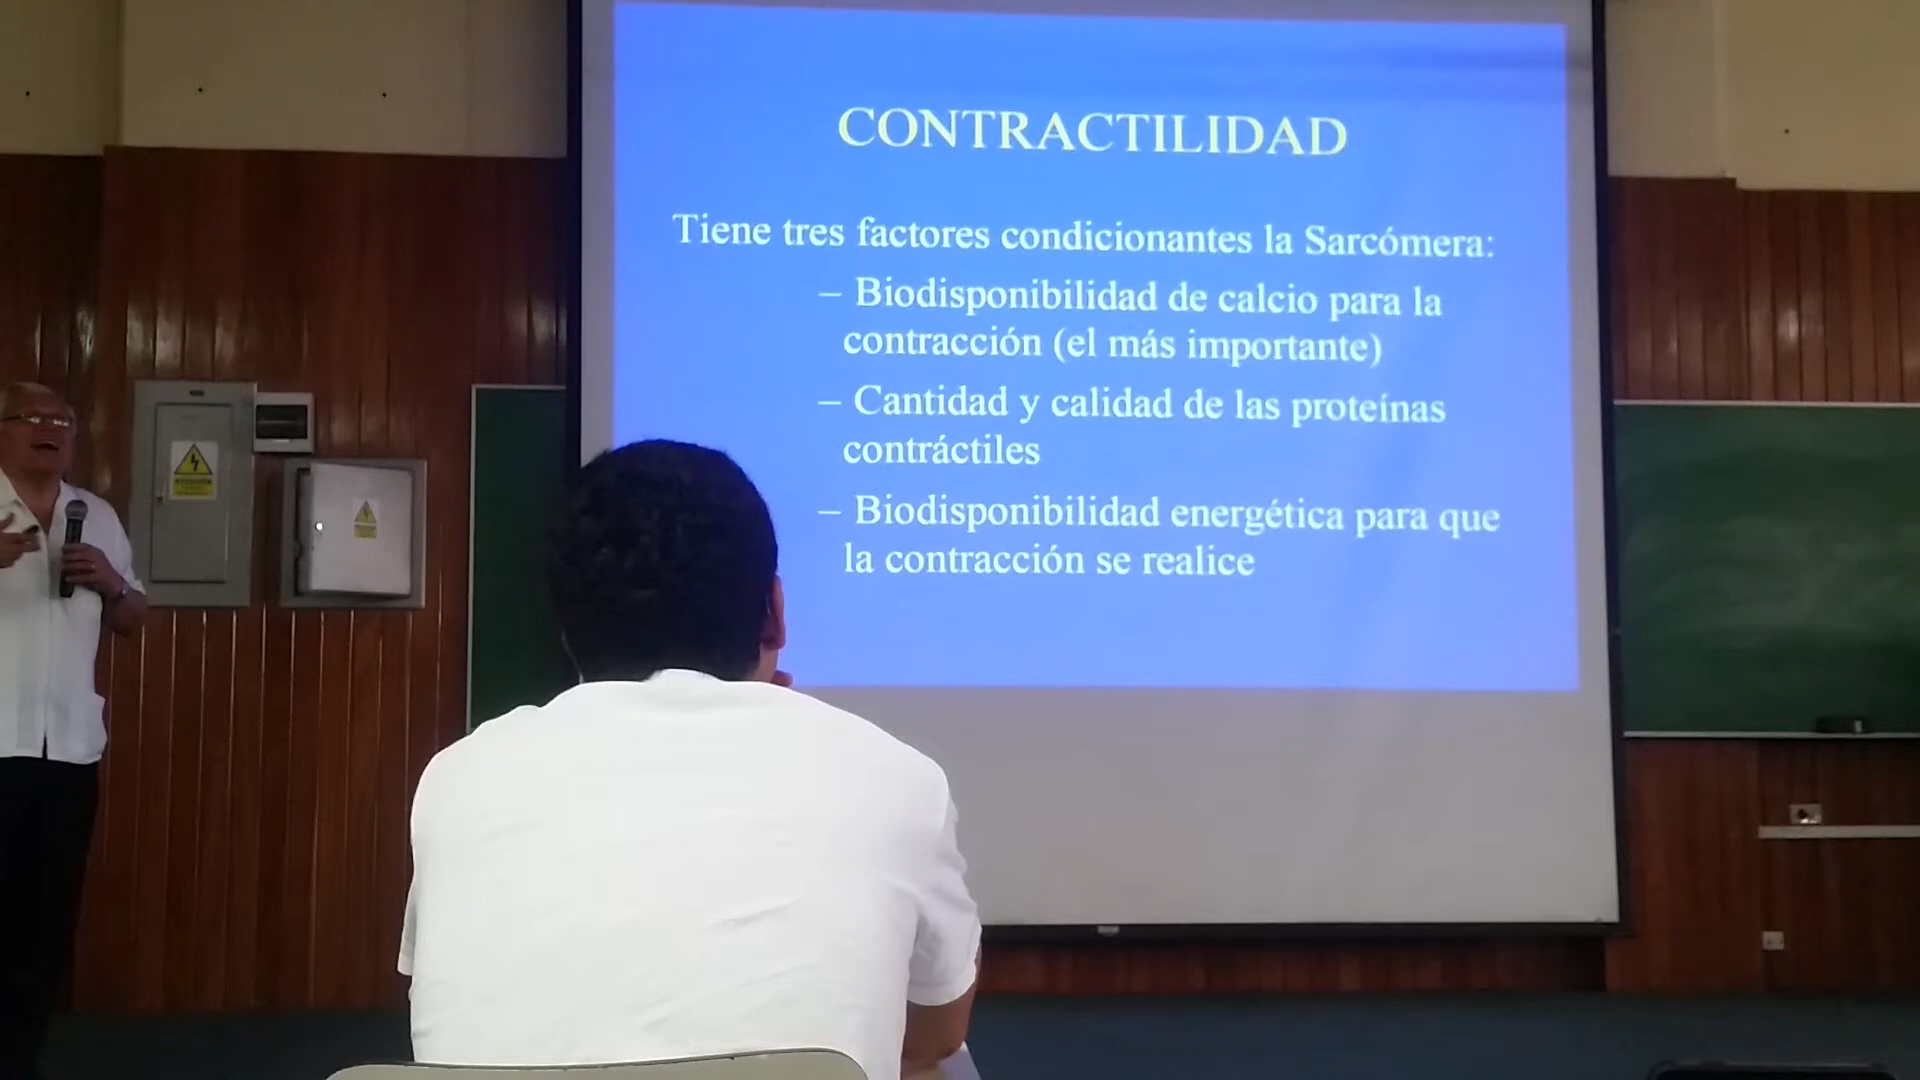 CONTRACTILIDAD
Tiene tres factores condicionantes la Sarcómera:
– Biodisponibilidad de calcio para la
contracción (el más importante)
– Cantidad y calidad de las proteínas
contráctiles
– Biodisponibilidad energética para que
la contracción se realice